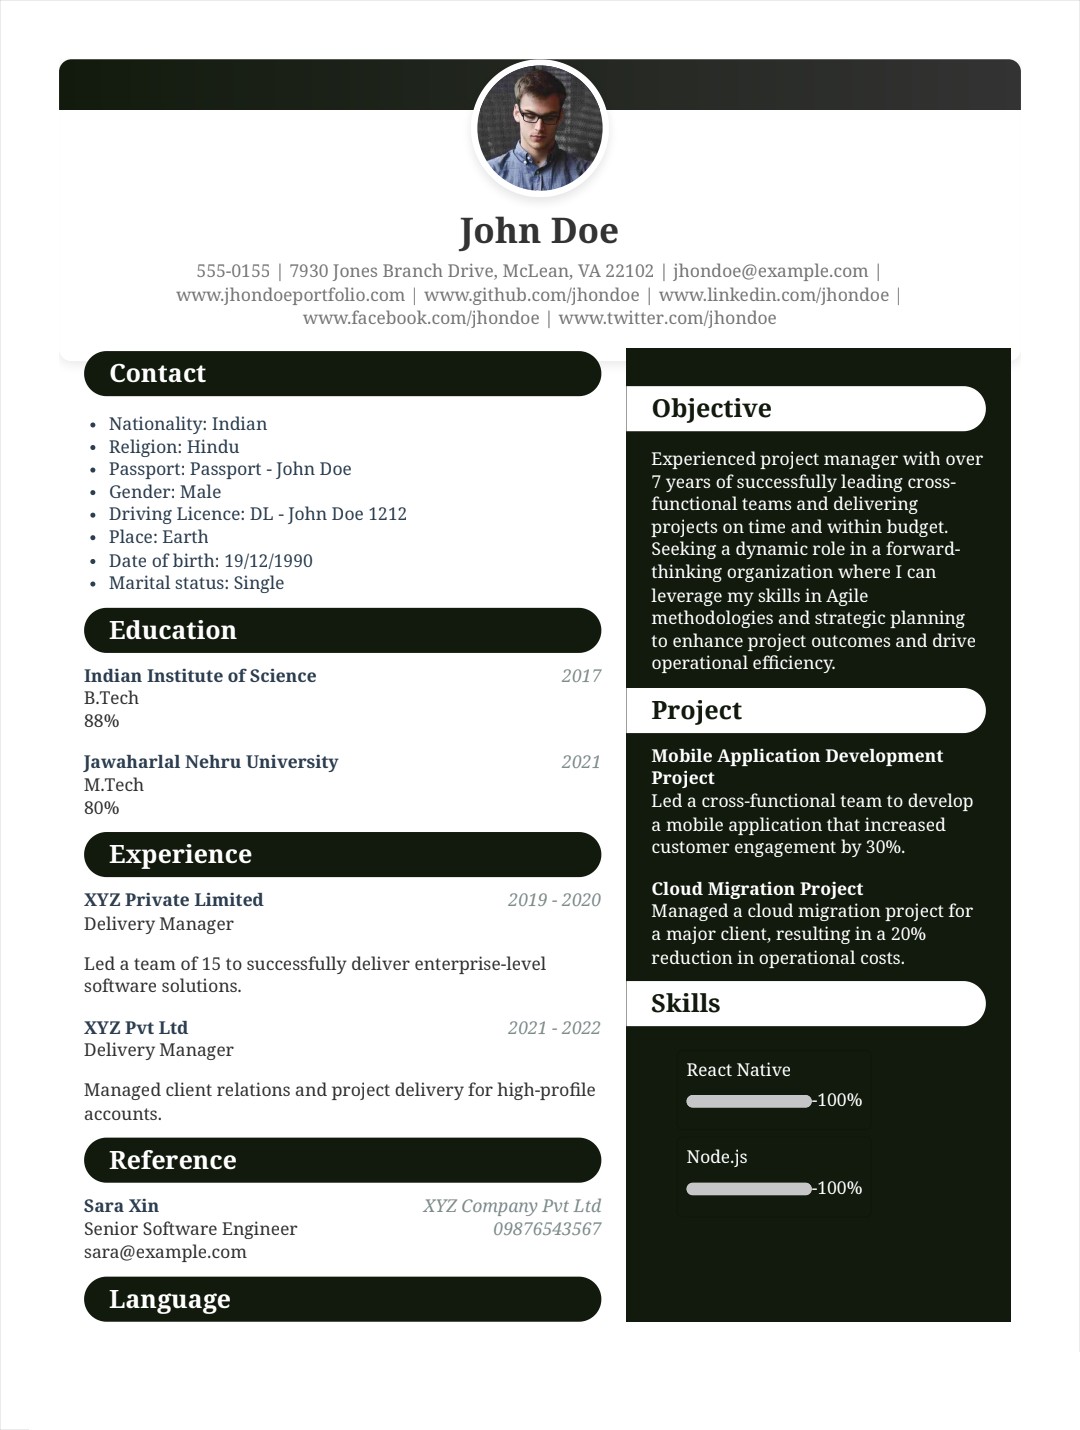 John Doe
555-0155 | 7930 Jones Branch Drive, McLean, VA 22102 | jhondoe@example.com |
www.jhondoeportfolio.com | www.github.com/jhondoe | www.linkedin.com/jhondoe |
www.facebook.com/jhondoe | www.twitter.com/jhondoe
Contact
• Nationality: Indian
• Religion: Hindu
• Passport: Passport - John Doe
• Gender: Male
• Driving Licence: DL - John Doe 1212
• Place: Earth
• Date of birth: 19/12/1990
• Marital status: Single
Education
Indian Institute of Science 2017
B.Tech
88%
Jawaharlal Nehru University 2021
M.Tech
80%
Experience
XYZ Private Limited 2019 - 2020
Delivery Manager
Led a team of 15 to successfully deliver enterprise-level
software solutions.
XYZ Pvt Ltd 2021 - 2022
Delivery Manager
Managed client relations and project delivery for high-profile
accounts.
Reference
Sara Xin XYZ Company Pvt Ltd
Senior Software Engineer 09876543567
sara@example.com
Language
Objective
Experienced project manager with over
7 years of successfully leading cross-
functional teams and delivering
projects on time and within budget.
Seeking a dynamic role in a forward-
thinking organization where I can
leverage my skills in Agile
methodologies and strategic planning
to enhance project outcomes and drive
operational efficiency.
Project
Mobile Application Development
Project
Led a cross-functional team to develop
a mobile application that increased
customer engagement by 30%.
Cloud Migration Project
Managed a cloud migration project for
a major client, resulting in a 20%
reduction in operational costs.
Skills
React Native
-100%
Node.js
-100%